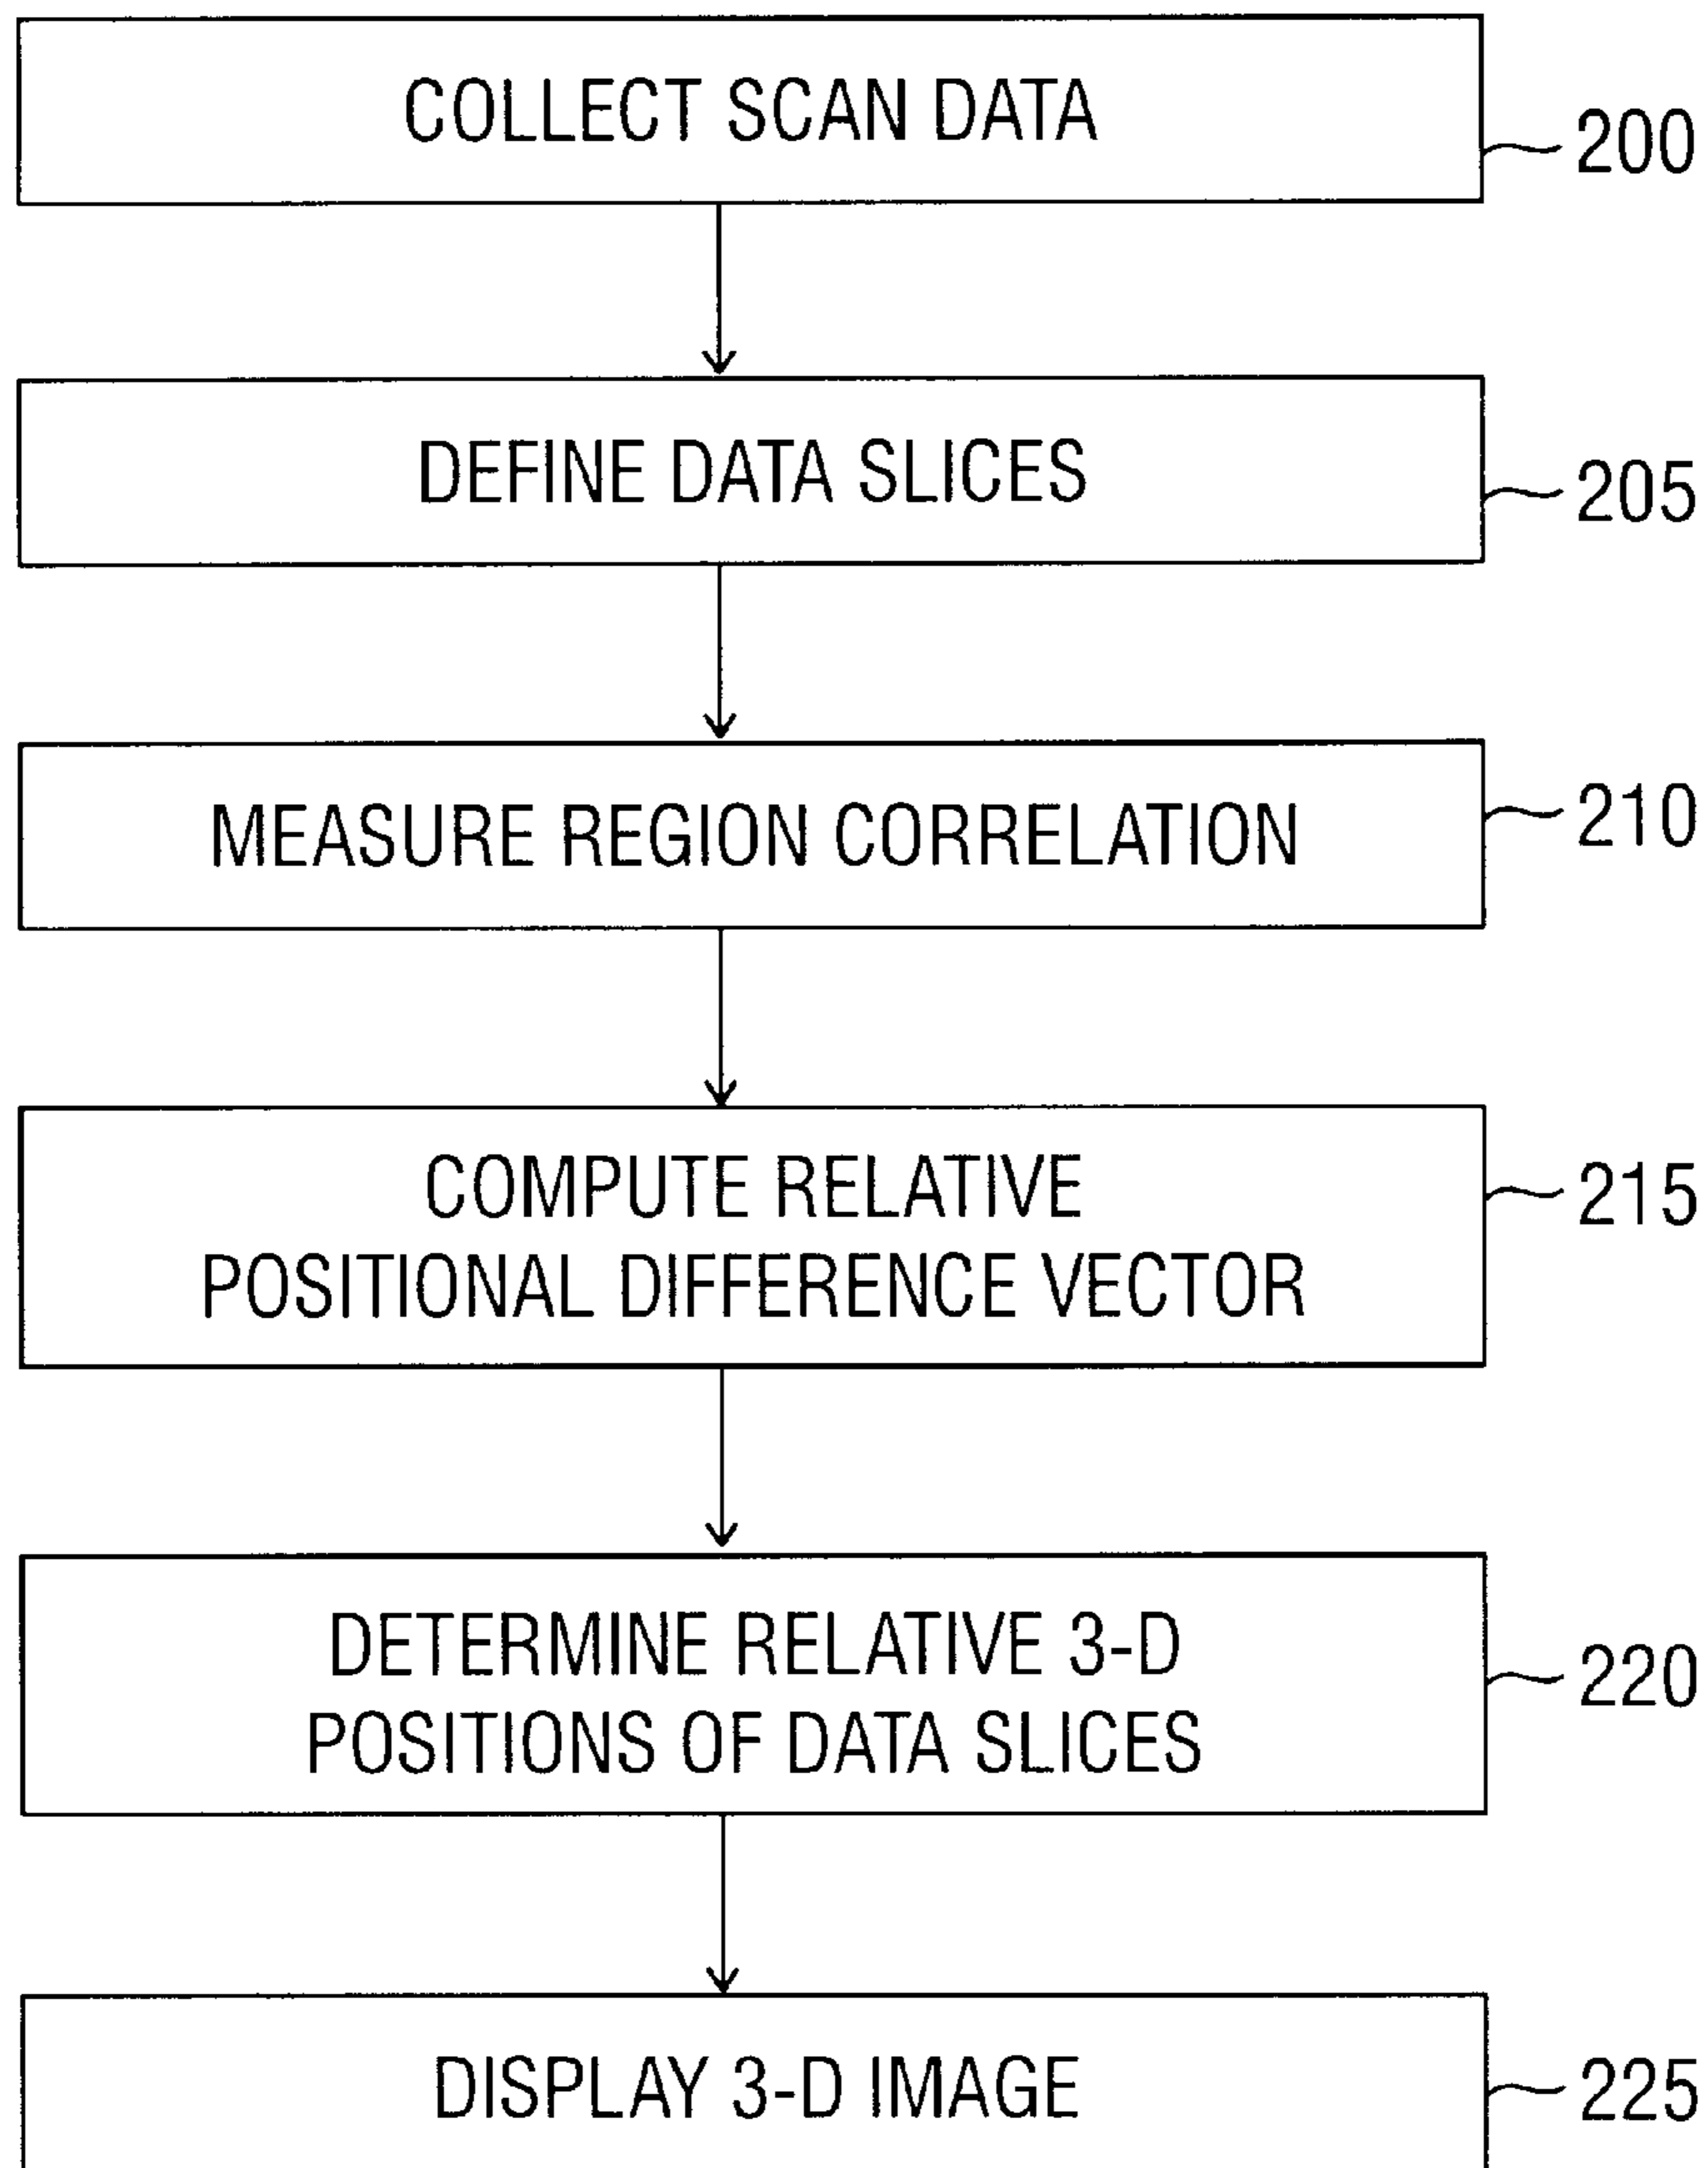 COLLECT SCAN DATA
200
DEFINE DATA SLICES
205
MEASURE REGION CORRELATION
210
COMPUTE RELATIVE
POSITIONAL DIFFERENCE VECTOR
215
DETERMINE RELATIVE 3-D
POSITIONS OF DATA SLICES
220
DISPLAY 3-D IMAGE
225